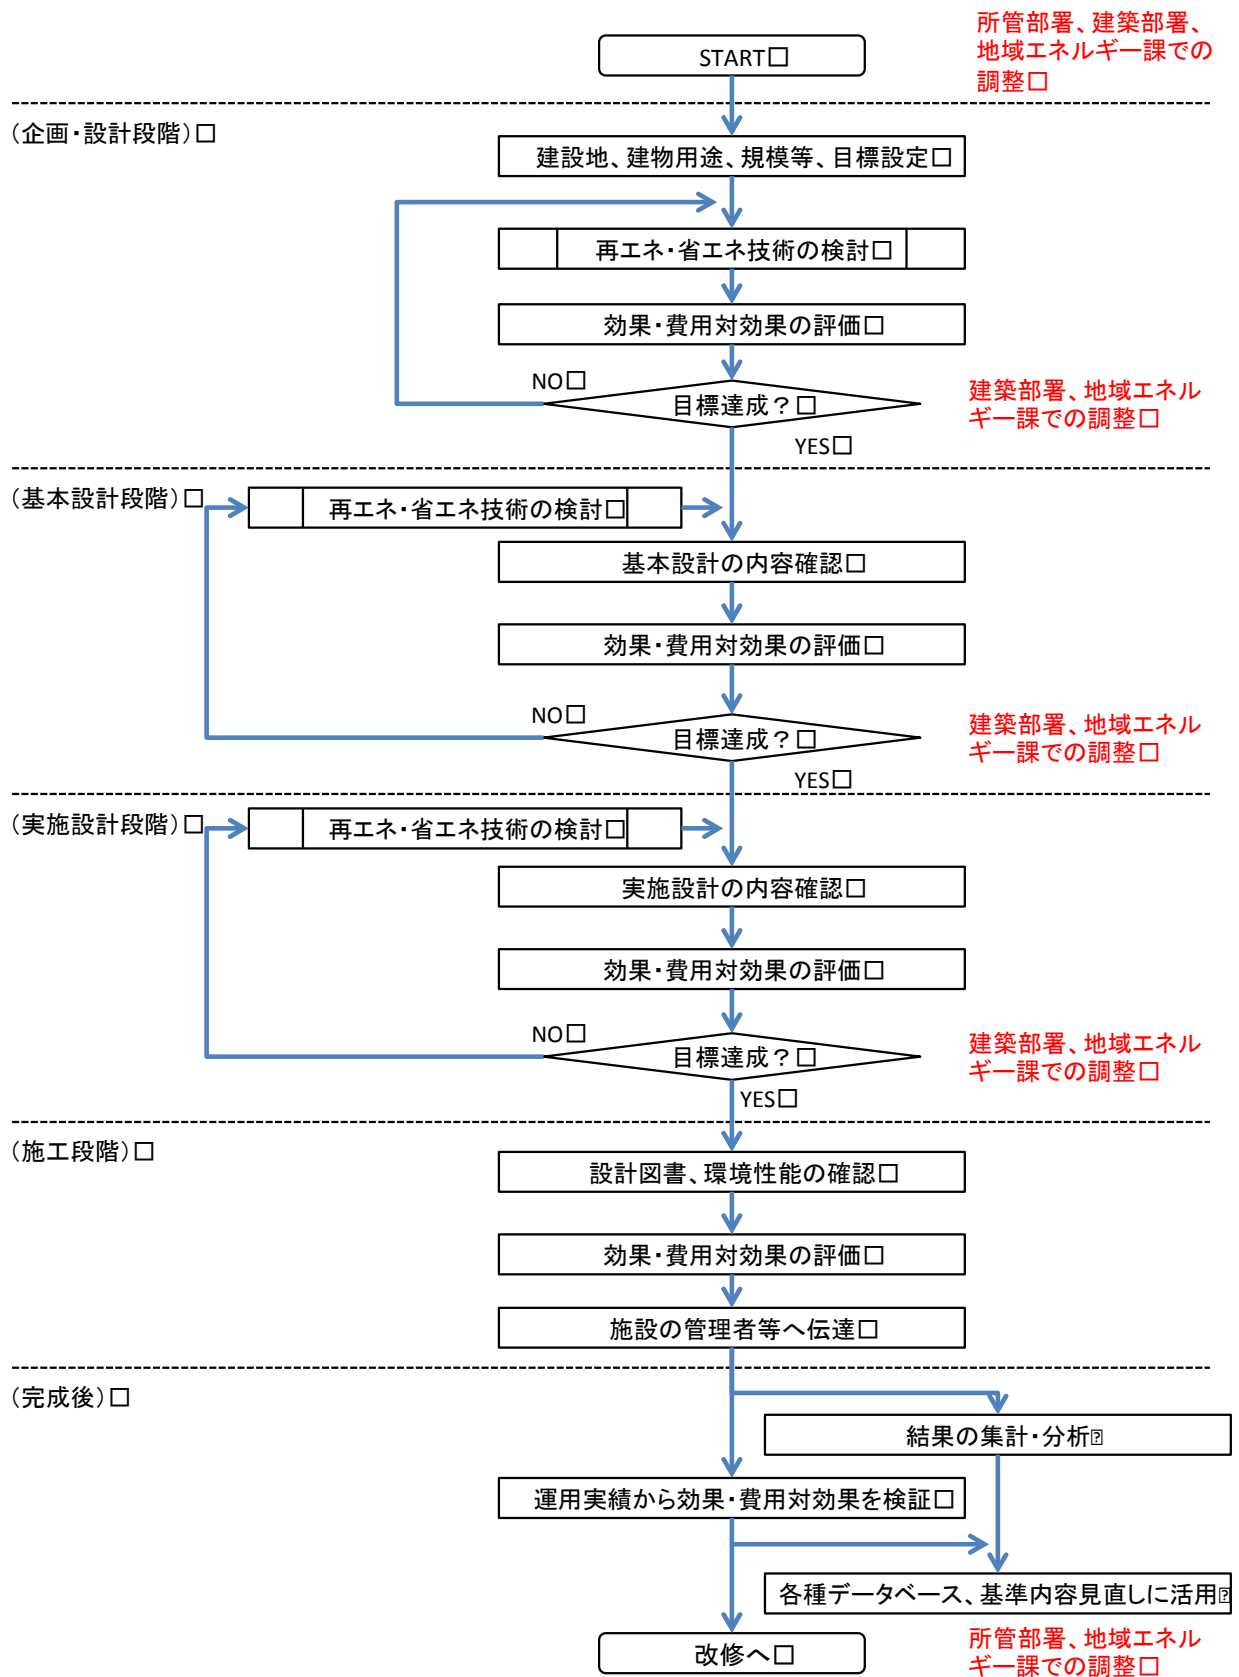 所管部署、建築部署、
地域エネルギー課での
調整□
START□
(企画・設計段階)□
建設地、建物用途、規模等、目標設定□
再エネ・省エネ技術の検討□
効果・費用対効果の評価□
NO□
目標達成？□
建築部署、地域エネル
ギー課での調整□
YES□
(基本設計段階)□
再エネ・省エネ技術の検討□
基本設計の内容確認□
効果・費用対効果の評価□
NO□
目標達成？□
建築部署、地域エネル
ギー課での調整□
YES□
(実施設計段階)□
再エネ・省エネ技術の検討□
実施設計の内容確認□
効果・費用対効果の評価□
NO□
目標達成？□
建築部署、地域エネル
ギー課での調整□
YES□
(施工段階)□
設計図書、環境性能の確認□
効果・費用対効果の評価□
施設の管理者等へ伝達□
(完成後)□
結果の集計・分析⍰
運用実績から効果・費用対効果を検証□
各種データベース、基準内容見直しに活用⍰
改修へ□
所管部署、地域エネル
ギー課での調整□